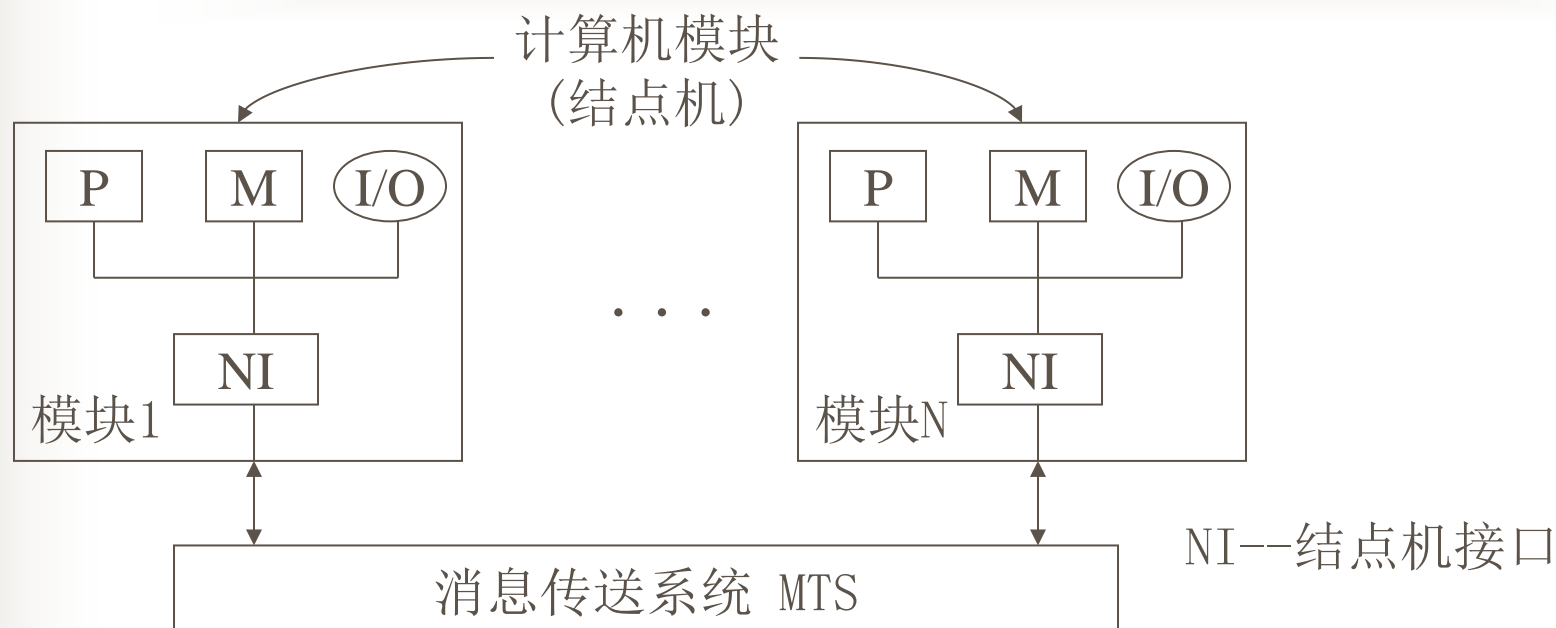 计算机模块
(结点机)
P M I/O P M I/O
· · ·
NI NI
模块1 模块N
NI--结点机接口
消息传送系统 MTS